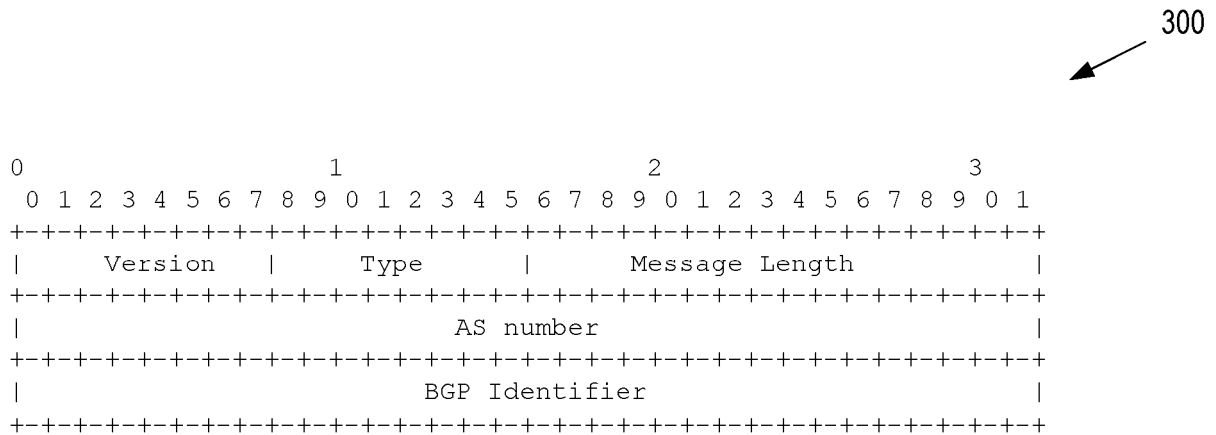 300
0                   1                   2                   3
 0 1 2 3 4 5 6 7 8 9 0 1 2 3 4 5 6 7 8 9 0 1 2 3 4 5 6 7 8 9 0 1
+-+-+-+-+-+-+-+-+-+-+-+-+-+-+-+-+-+-+-+-+-+-+-+-+-+-+-+-+-+-+-+-+
|     Version   |     Type      |      Message Length           |
+-+-+-+-+-+-+-+-+-+-+-+-+-+-+-+-+-+-+-+-+-+-+-+-+-+-+-+-+-+-+-+-+
|                           AS number                           |
+-+-+-+-+-+-+-+-+-+-+-+-+-+-+-+-+-+-+-+-+-+-+-+-+-+-+-+-+-+-+-+-+
|                         BGP Identifier                        |
+-+-+-+-+-+-+-+-+-+-+-+-+-+-+-+-+-+-+-+-+-+-+-+-+-+-+-+-+-+-+-+-+